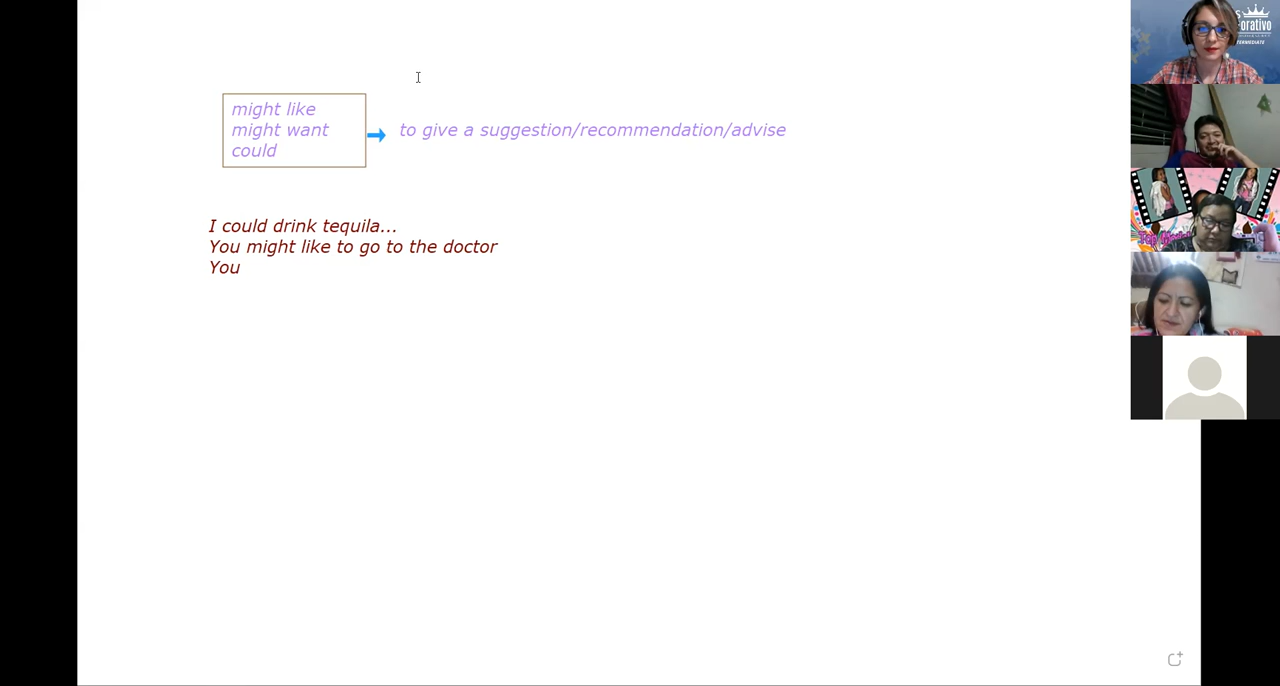 might like
might want
could
to give a suggestion/recommendation/advise
I could drink tequila...
You might like to go to the doctor
You